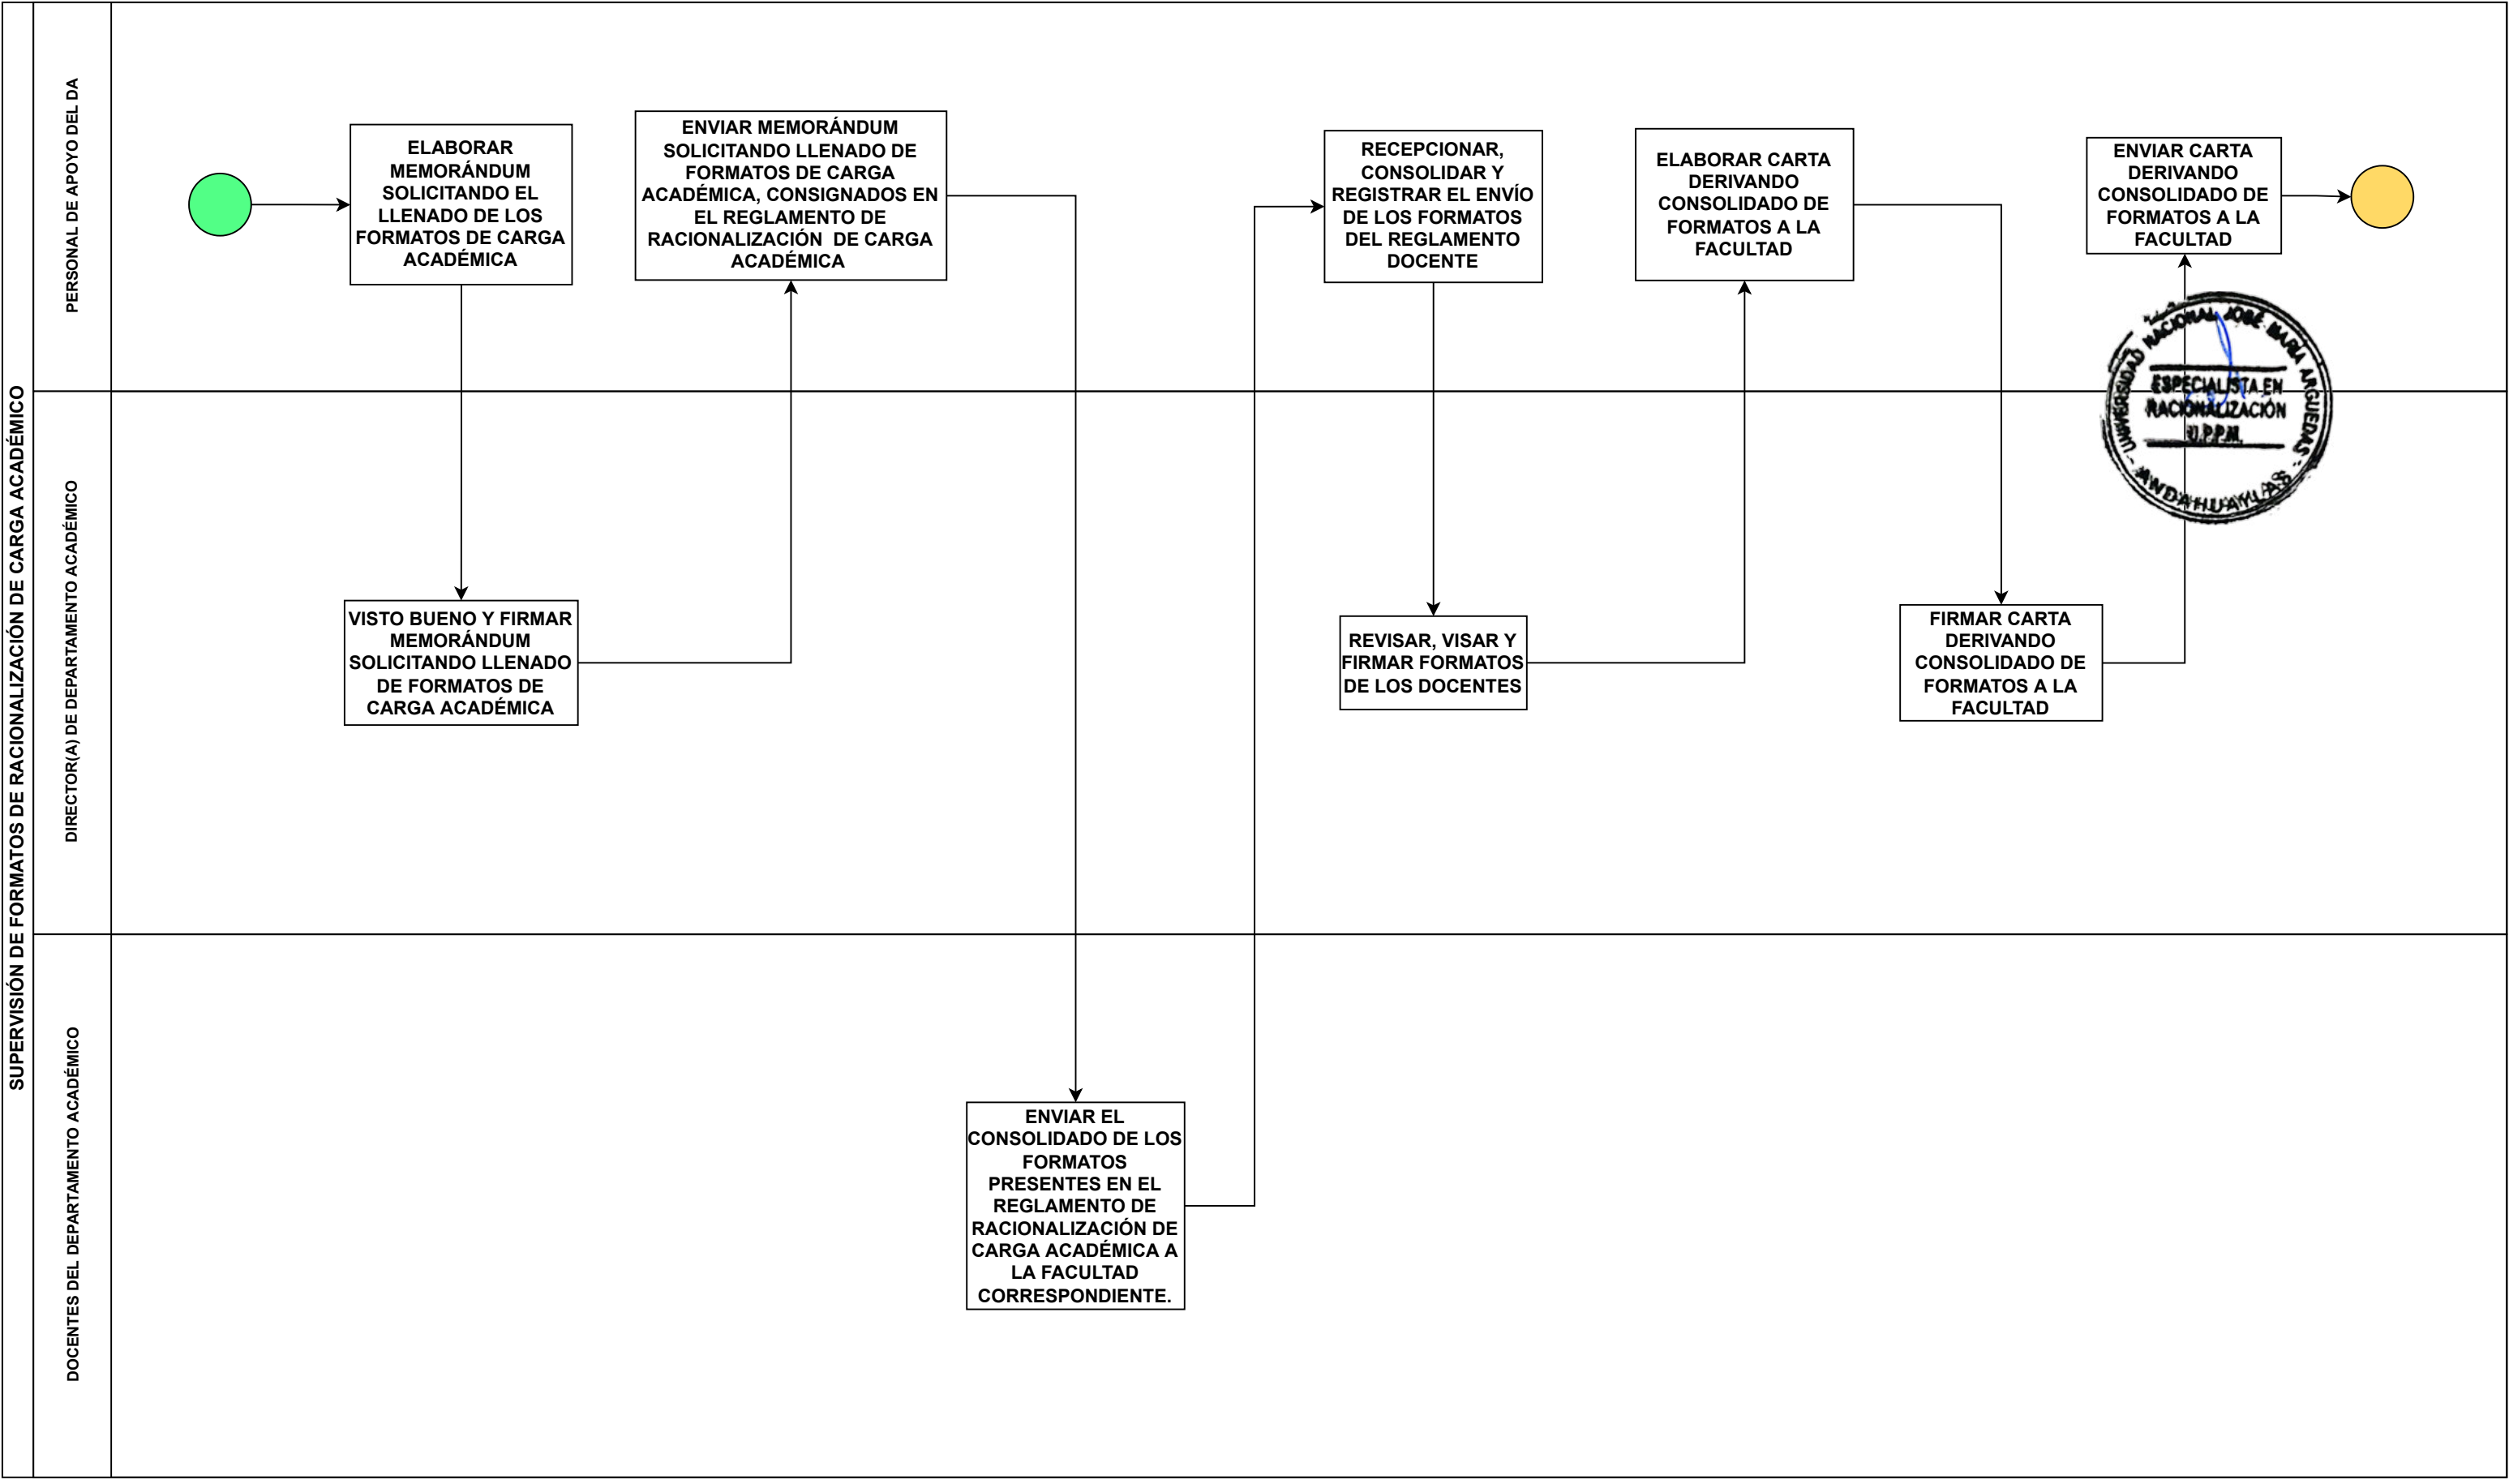 SUPERVISIÓN DE FORMATOS DE RACIONALIZACIÓN DE CARGA ACADÉMICO
PERSONAL DE APOYO DEL DA
ELABORAR
MEMORÁNDUM
SOLICITANDO EL
LLENADO DE LOS
FORMATOS DE CARGA
ACADÉMICA
ENVIAR MEMORÁNDUM
SOLICITANDO LLENADO DE
FORMATOS DE CARGA
ACADÉMICA, CONSIGNADOS EN
EL REGLAMENTO DE
RACIONALIZACIÓN DE CARGA
ACADÉMICA
RECEPCIONAR,
CONSOLIDAR Y
REGISTRAR EL ENVÍO
DE LOS FORMATOS
DEL REGLAMENTO
DOCENTE
ELABORAR CARTA
DERIVANDO
CONSOLIDADO DE
FORMATOS A LA
FACULTAD
ENVIAR CARTA
DERIVANDO
CONSOLIDADO DE
FORMATOS A LA
FACULTAD
UNIVERSIDAD NACIONAL JOSÉ MARÍA ARGUEDAS
ESPECIALISTA EN
RACIONALIZACIÓN
U.P.P.M.
- ANDAHUAYLAS -
DIRECTOR(A) DE DEPARTAMENTO ACADÉMICO
VISTO BUENO Y FIRMAR
MEMORÁNDUM
SOLICITANDO LLENADO
DE FORMATOS DE
CARGA ACADÉMICA
REVISAR, VISAR Y
FIRMAR FORMATOS
DE LOS DOCENTES
FIRMAR CARTA
DERIVANDO
CONSOLIDADO DE
FORMATOS A LA
FACULTAD
DOCENTES DEL DEPARTAMENTO ACADÉMICO
ENVIAR EL
CONSOLIDADO DE LOS
FORMATOS
PRESENTES EN EL
REGLAMENTO DE
RACIONALIZACIÓN DE
CARGA ACADÉMICA A
LA FACULTAD
CORRESPONDIENTE.